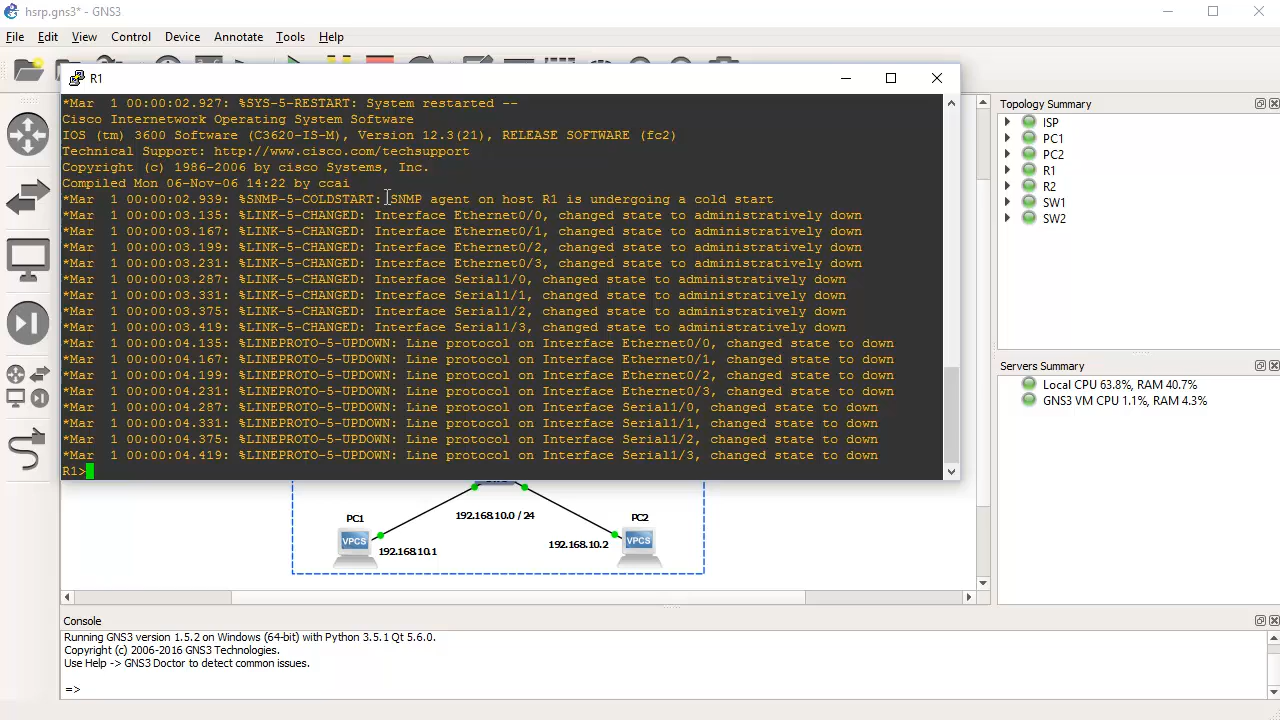 hsrp.gns3* - GNS3
File Edit View Control Device Annotate Tools Help
R1
*Mar  1 00:00:02.927: %SYS-5-RESTART: System restarted --
Cisco Internetwork Operating System Software
IOS (tm) 3600 Software (C3620-IS-M), Version 12.3(21), RELEASE SOFTWARE (fc2)
Technical Support: http://www.cisco.com/techsupport
Copyright (c) 1986-2006 by cisco Systems, Inc.
Compiled Mon 06-Nov-06 14:22 by ccai
*Mar  1 00:00:02.939: %SNMP-5-COLDSTART: SNMP agent on host R1 is undergoing a cold start
*Mar  1 00:00:03.135: %LINK-5-CHANGED: Interface Ethernet0/0, changed state to administratively down
*Mar  1 00:00:03.167: %LINK-5-CHANGED: Interface Ethernet0/1, changed state to administratively down
*Mar  1 00:00:03.199: %LINK-5-CHANGED: Interface Ethernet0/2, changed state to administratively down
*Mar  1 00:00:03.231: %LINK-5-CHANGED: Interface Ethernet0/3, changed state to administratively down
*Mar  1 00:00:03.287: %LINK-5-CHANGED: Interface Serial1/0, changed state to administratively down
*Mar  1 00:00:03.331: %LINK-5-CHANGED: Interface Serial1/1, changed state to administratively down
*Mar  1 00:00:03.375: %LINK-5-CHANGED: Interface Serial1/2, changed state to administratively down
*Mar  1 00:00:03.419: %LINK-5-CHANGED: Interface Serial1/3, changed state to administratively down
*Mar  1 00:00:04.135: %LINEPROTO-5-UPDOWN: Line protocol on Interface Ethernet0/0, changed state to down
*Mar  1 00:00:04.167: %LINEPROTO-5-UPDOWN: Line protocol on Interface Ethernet0/1, changed state to down
*Mar  1 00:00:04.199: %LINEPROTO-5-UPDOWN: Line protocol on Interface Ethernet0/2, changed state to down
*Mar  1 00:00:04.231: %LINEPROTO-5-UPDOWN: Line protocol on Interface Ethernet0/3, changed state to down
*Mar  1 00:00:04.287: %LINEPROTO-5-UPDOWN: Line protocol on Interface Serial1/0, changed state to down
*Mar  1 00:00:04.331: %LINEPROTO-5-UPDOWN: Line protocol on Interface Serial1/1, changed state to down
*Mar  1 00:00:04.375: %LINEPROTO-5-UPDOWN: Line protocol on Interface Serial1/2, changed state to down
*Mar  1 00:00:04.419: %LINEPROTO-5-UPDOWN: Line protocol on Interface Serial1/3, changed state to down
R1>
192.168.10.0 / 24
PC1
PC2
VPCS
VPCS
192.168.10.1
192.168.10.2
Topology Summary
ISP
PC1
PC2
R1
R2
SW1
SW2
Servers Summary
Local CPU 63.8%, RAM 40.7%
GNS3 VM CPU 1.1%, RAM 4.3%
Console
Running GNS3 version 1.5.2 on Windows (64-bit) with Python 3.5.1 Qt 5.6.0.
Copyright (c) 2006-2016 GNS3 Technologies.
Use Help -> GNS3 Doctor to detect common issues.
=>